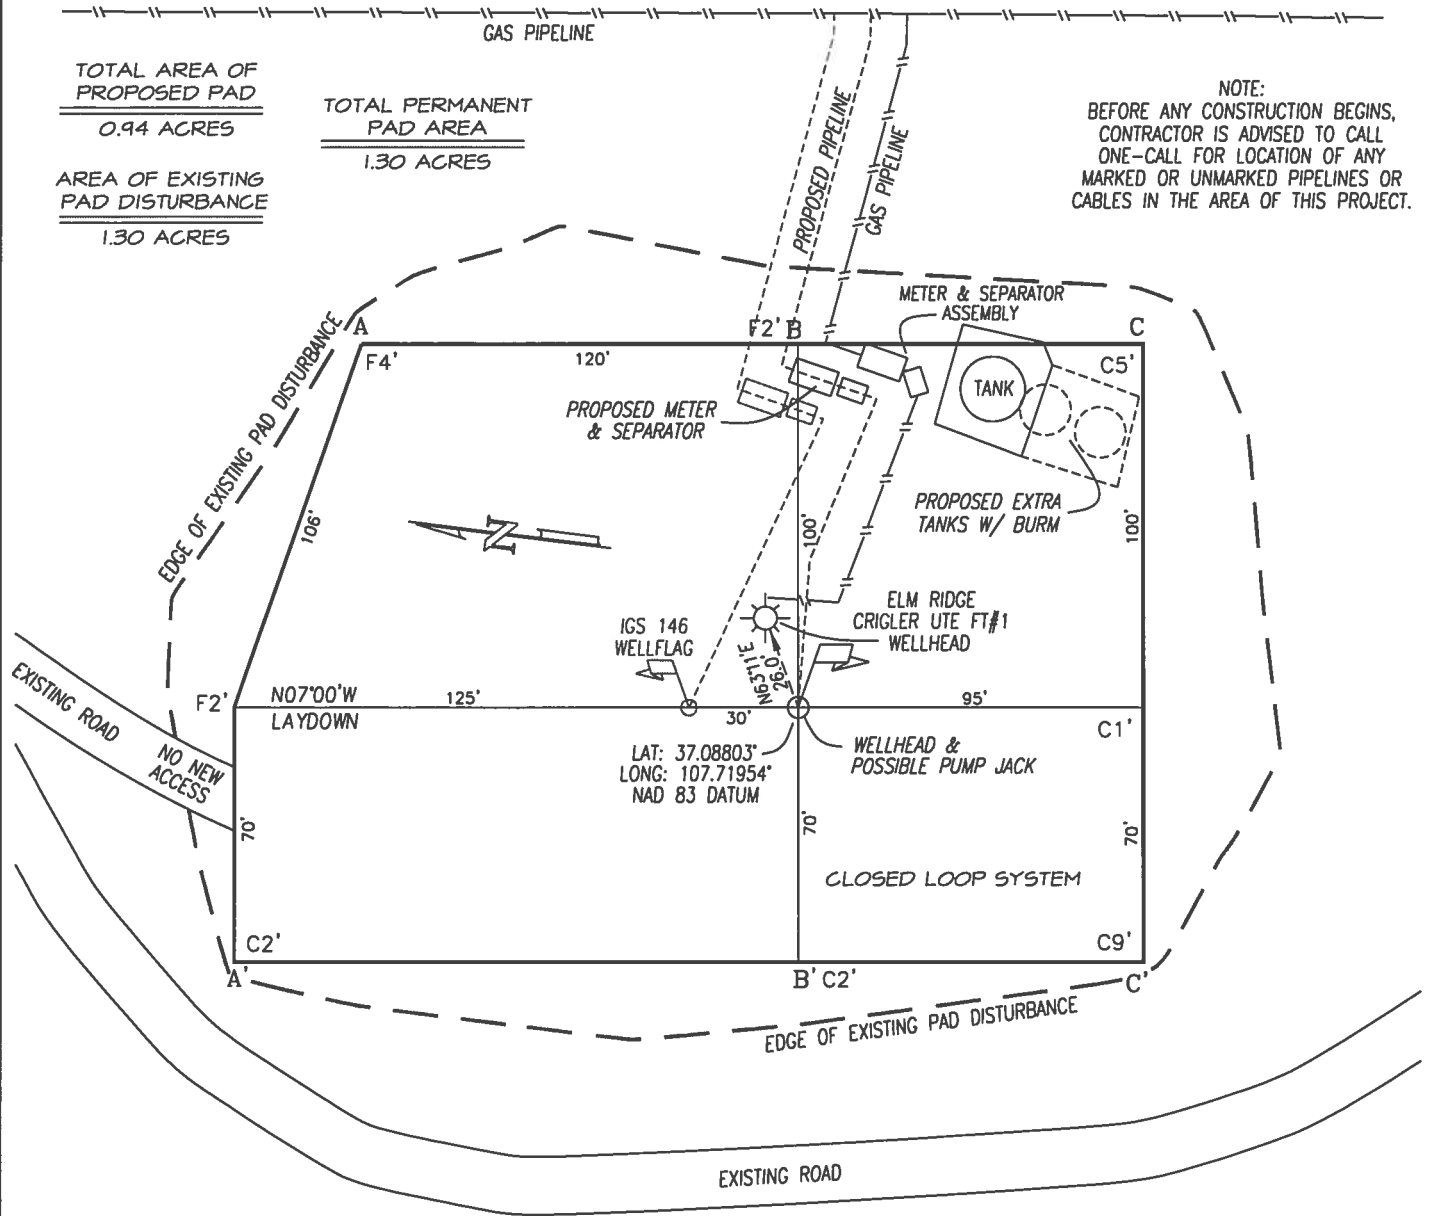 GAS PIPELINE
TOTAL AREA OF
PROPOSED PAD
0.94 ACRES
TOTAL PERMANENT
PAD AREA
1.30 ACRES
AREA OF EXISTING
PAD DISTURBANCE
1.30 ACRES
NOTE:
BEFORE ANY CONSTRUCTION BEGINS,
CONTRACTOR IS ADVISED TO CALL
ONE-CALL FOR LOCATION OF ANY
MARKED OR UNMARKED PIPELINES OR
CABLES IN THE AREA OF THIS PROJECT.
PROPOSED PIPELINE
GAS PIPELINE
METER & SEPARATOR
ASSEMBLY
A
F2'
B
C
F4'
120'
C5'
TANK
PROPOSED METER
& SEPARATOR
EDGE OF EXISTING PAD DISTURBANCE
PROPOSED EXTRA
TANKS W/ BURM
106'
N
100'
100'
ELM RIDGE
CRIGLER UTE FT#1
WELLHEAD
IGS 146
WELLFLAG
N63°11'E
26.0'
F2'
N07°00'W
125'
30'
95'
LAYDOWN
C1'
EXISTING ROAD
NO NEW
ACCESS
LAT: 37.08803°
LONG: 107.71954°
NAD 83 DATUM
WELLHEAD &
POSSIBLE PUMP JACK
70'
70'
70'
CLOSED LOOP SYSTEM
C2'
C9'
A'
B' C2'
C'
EDGE OF EXISTING PAD DISTURBANCE
EXISTING ROAD